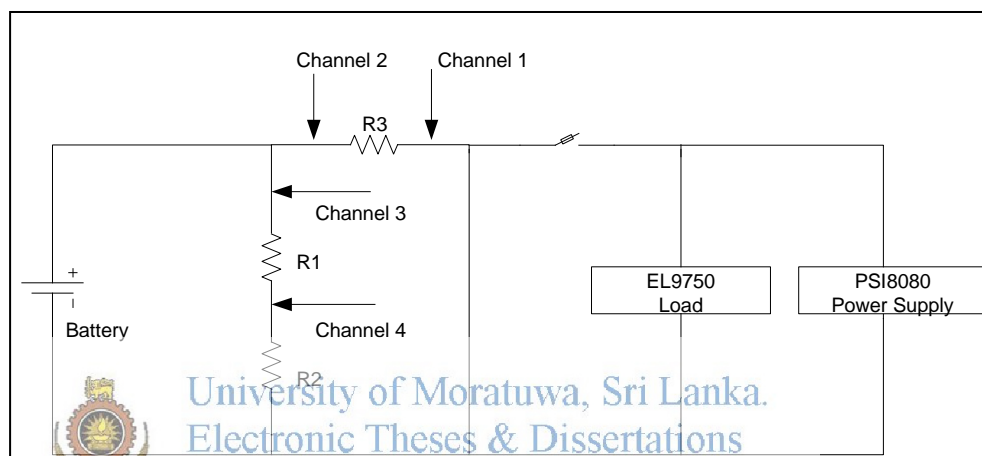 Channel 2
Channel 1
R3
Channel 3
R1
+
EL9750
Load
PSI8080
Power Supply
Channel 4
-
Battery
R2
University of Moratuwa, Sri Lanka.
Electronic Theses & Dissertations